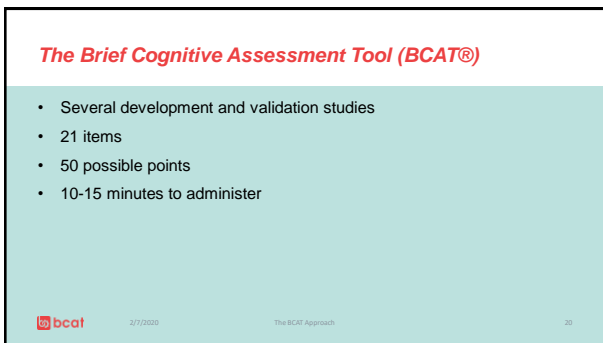 The Brief Cognitive Assessment Tool (BCAT®)
• Several development and validation studies
• 21 items
• 50 possible points
• 10-15 minutes to administer
bcat 2/7/2020 The BCAT Approach 20